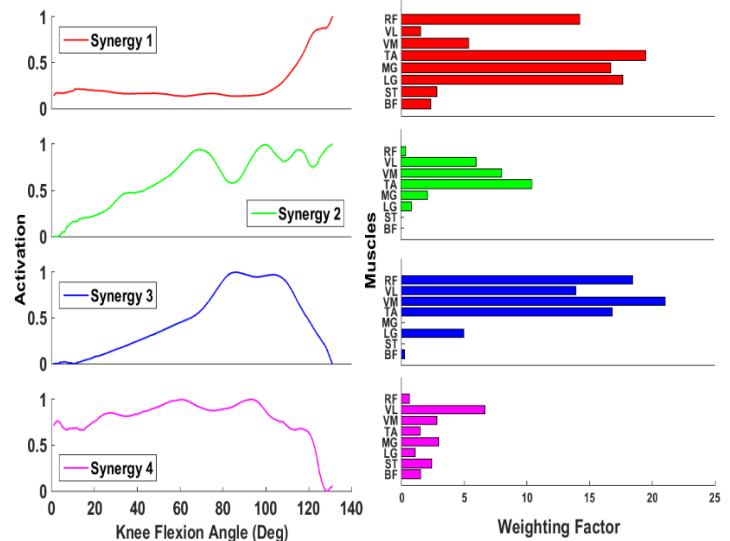 1
0.5
0
Synergy 1
RF
VL
VM
TA
MG
LG
ST
BF
1
0.5
0
Synergy 2
RF
VL
VM
TA
MG
LG
ST
BF
Activation
Muscles
1
0.5
0
Synergy 3
RF
VL
VM
TA
MG
LG
ST
BF
1
0.5
0
Synergy 4
RF
VL
VM
TA
MG
LG
ST
BF
0 20 40 60 80 100 120 140
Knee Flexion Angle (Deg)
0 5 10 15 20 25
Weighting Factor